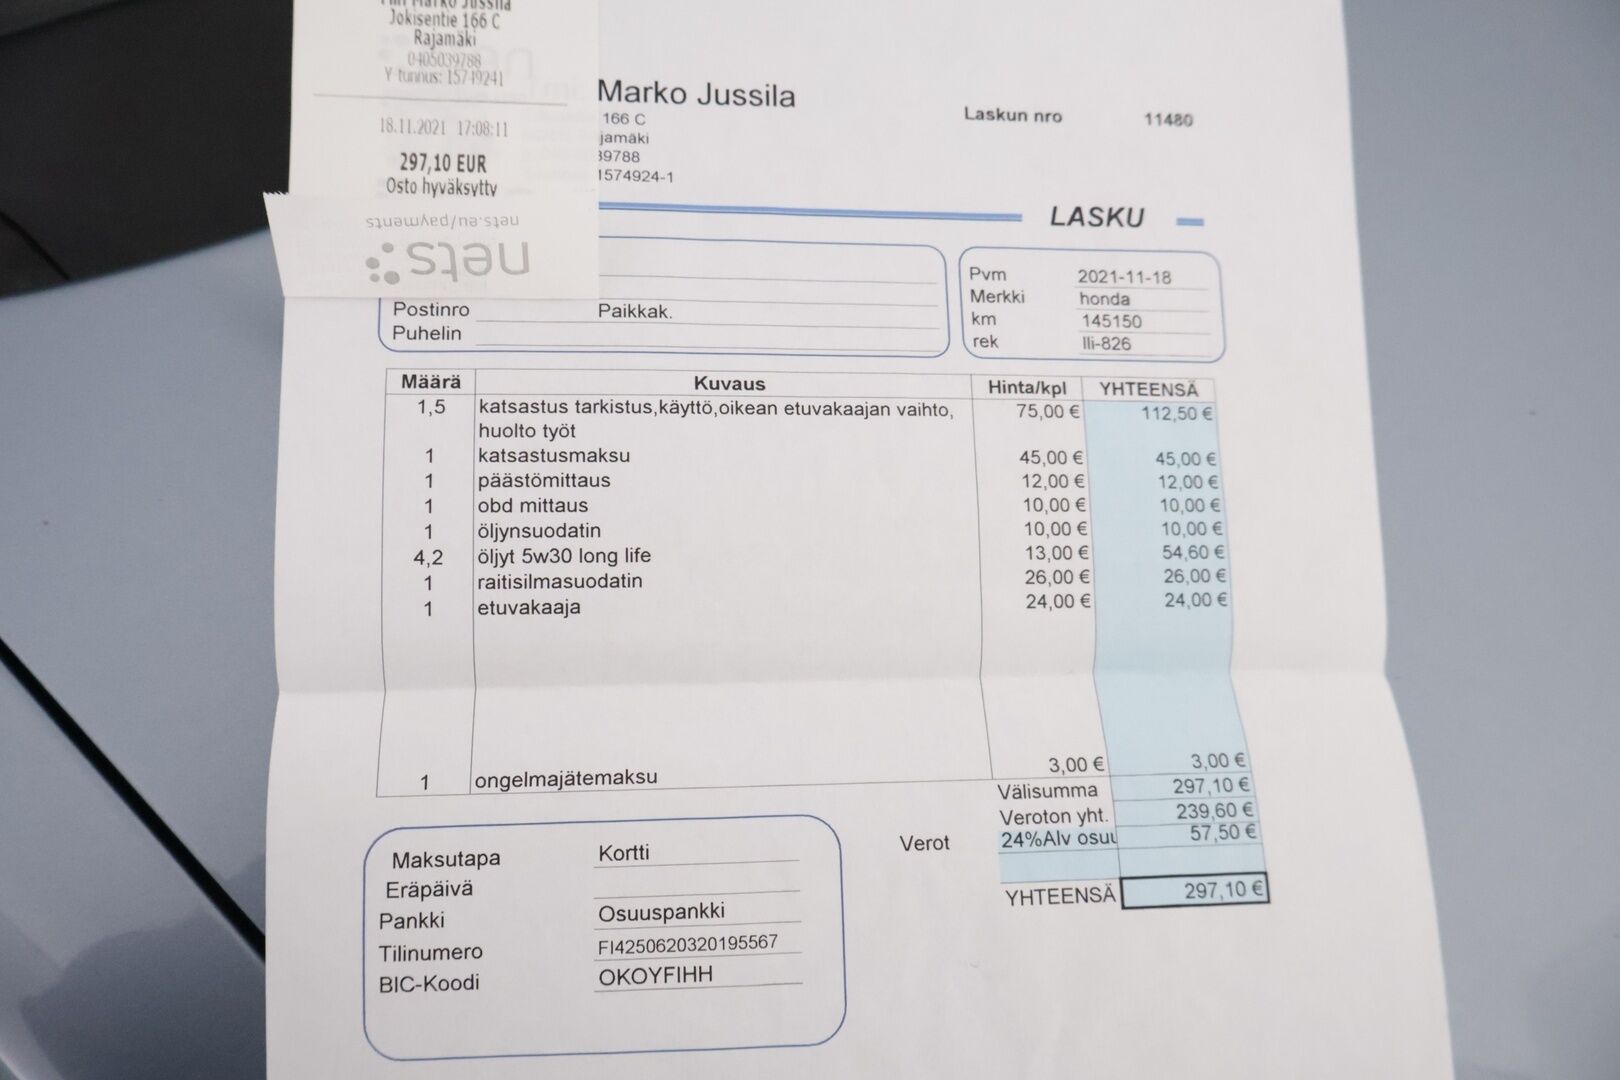 Marko Jussila
Jokisentie 166 C
Rajamäki
0405039788
Y-tunnus: 15749241
18.11.2021 17:08:11
297,10 EUR
Osto hyväksytty
nets.eu/payments
nets:
Marko Jussila
166 C
jamäki
39788
1574924-1
Laskun nro 11480
LASKU
Postinro Paikkak.
Puhelin
Pvm 2021-11-18
Merkki honda
km 145150
rek lli-826
Määrä Kuvaus Hinta/kpl YHTEENSÄ
1,5 katsastus tarkistus,käyttö,oikean etuvakaajan vaihto, 75,00 € 112,50 €
huolto työt
1 katsastusmaksu 45,00 € 45,00 €
1 päästömittaus 12,00 € 12,00 €
1 obd mittaus 10,00 € 10,00 €
1 öljynsuodatin 10,00 € 10,00 €
4,2 öljyt 5w30 long life 13,00 € 54,60 €
1 raitisilmasuodatin 26,00 € 26,00 €
1 etuvakaaja 24,00 € 24,00 €
1 ongelmajätemaksu 3,00 € 3,00 €
Välisumma 297,10 €
Veroton yht. 239,60 €
Verot 24%Alv osuu 57,50 €
YHTEENSÄ 297,10 €
Maksutapa Kortti
Eräpäivä
Pankki Osuuspankki
Tilinumero FI4250620320195567
BIC-Koodi OKOYFIHH